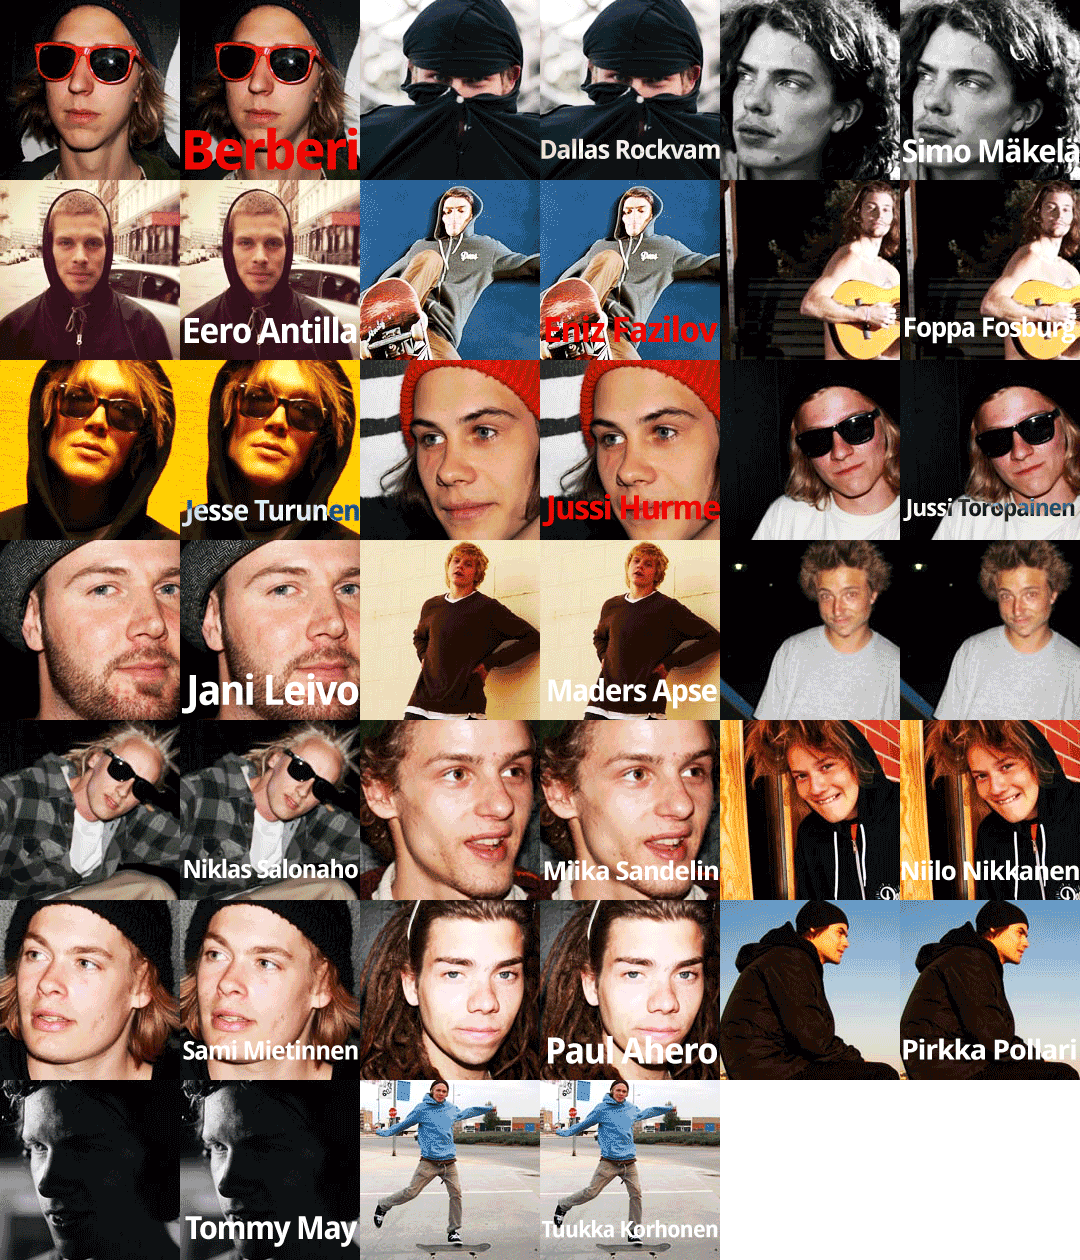 Berberi
Dallas Rockvam
Simo Mäkelä
Eero Antilla
Eniz Fazilov
Foppa Fosburg
Jesse Turunen
Jussi Hurme
Jussi Toropainen
Jani Leivo
Maders Apse
Niklas Salonaho
Miika Sandelin
Niilo Nikkanen
Sami Mietinnen
Paul Ahero
Pirkka Pollari
Tommy May
Tuukka Korhonen